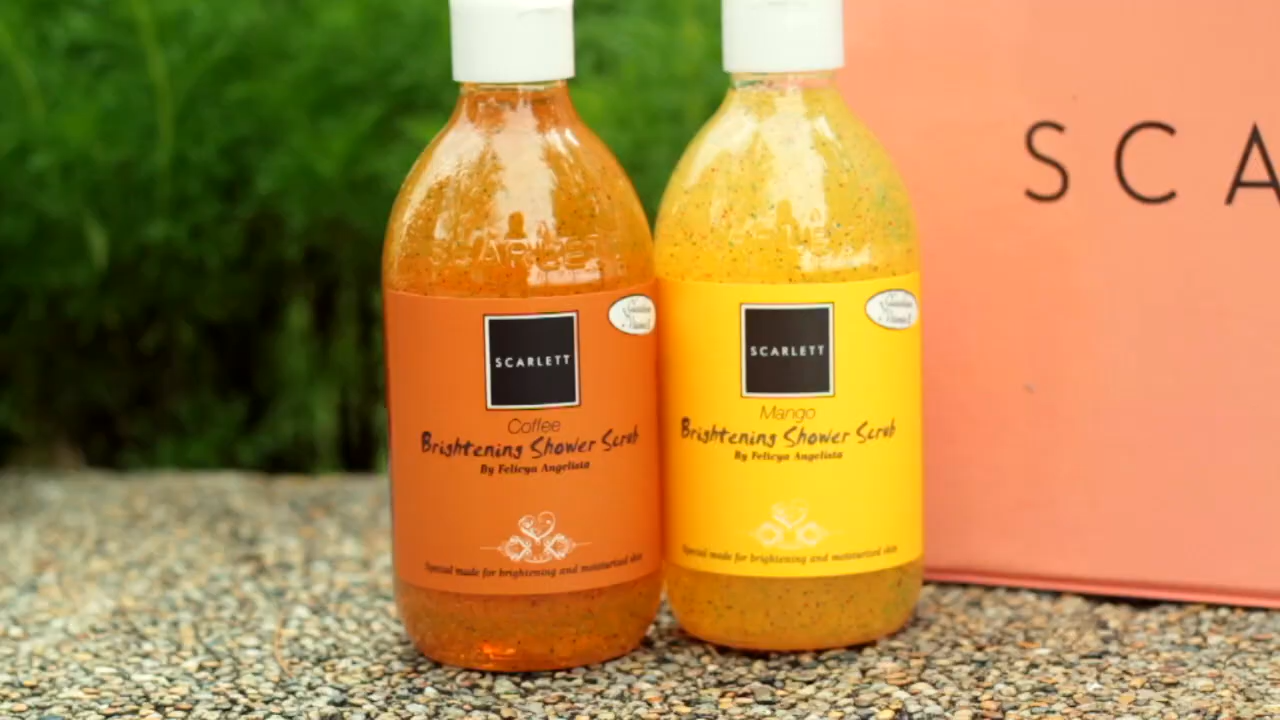 SCARLETT
Coffee
Brightening Shower Scrub
By Felicya Angelista
Special made for brightening and moisturized skin
SCARLETT
Mango
Brightening Shower Scrub
By Felicya Angelista
Special made for brightening and moisturized skin
SCA